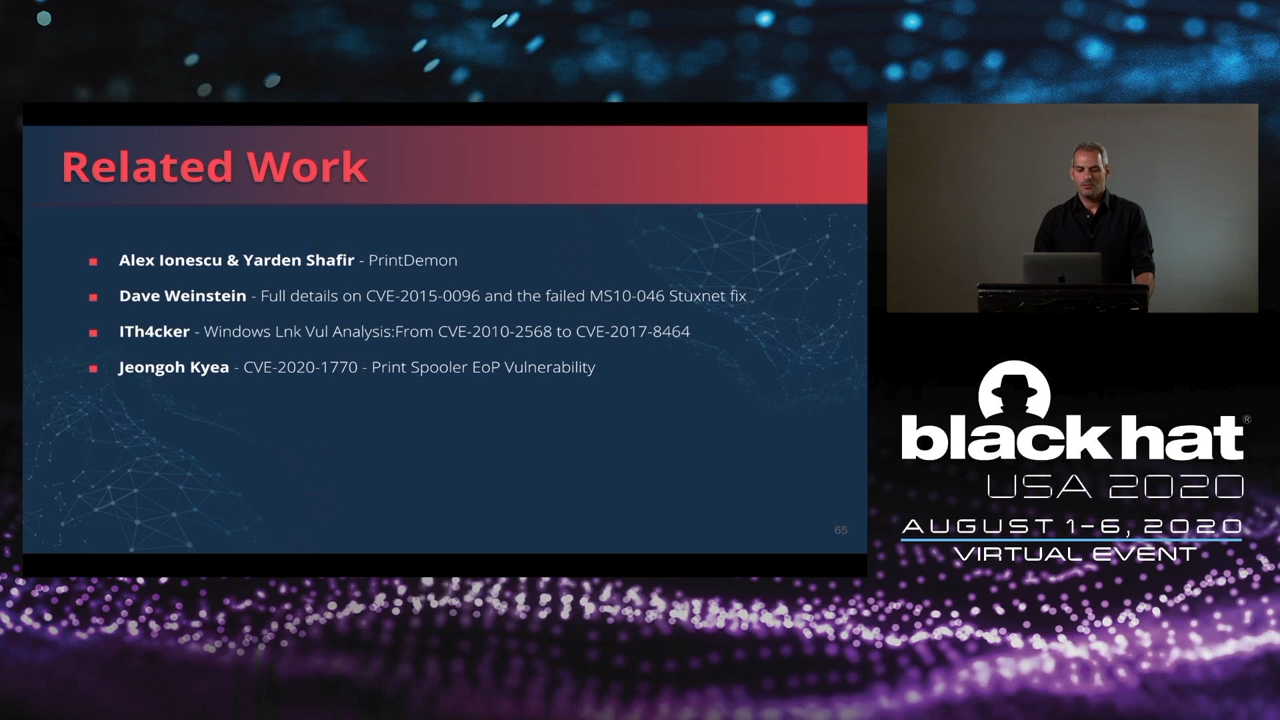 Related Work
Alex Ionescu & Yarden Shafir - PrintDemon
Dave Weinstein - Full details on CVE-2015-0096 and the failed MS10-046 Stuxnet fix
ITh4cker - Windows Lnk Vul Analysis:From CVE-2010-2568 to CVE-2017-8464
Jeongoh Kyea - CVE-2020-1770 - Print Spooler EoP Vulnerability
65
black hat®
USA 2020
AUGUST 1-6, 2020
VIRTUAL EVENT